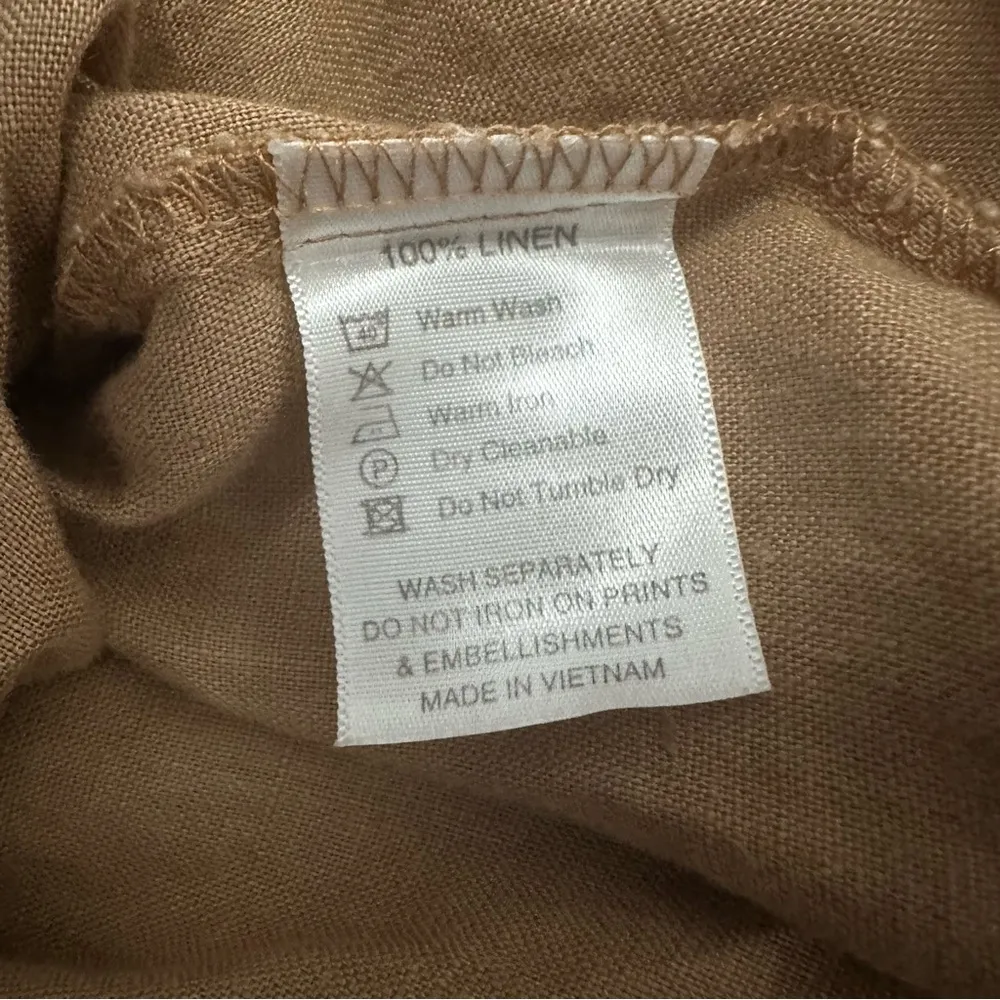 100% LINEN
40 Warm Wash
Do Not Bleach
Warm Iron
P Dry Cleanable
Do Not Tumble Dry
WASH SEPARATELY
DO NOT IRON ON PRINTS
& EMBELLISHMENTS
MADE IN VIETNAM